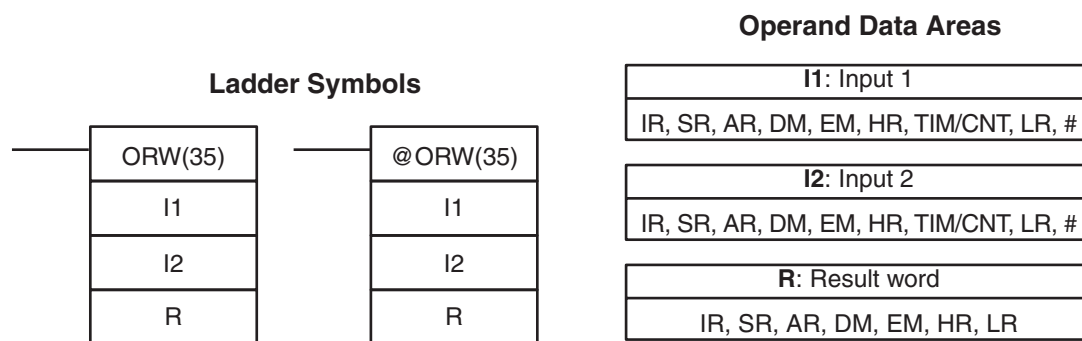 Ladder Symbols
ORW(35)
I1
I2
R
@ORW(35)
I1
I2
R
Operand Data Areas
I1: Input 1
IR, SR, AR, DM, EM, HR, TIM/CNT, LR, #
I2: Input 2
IR, SR, AR, DM, EM, HR, TIM/CNT, LR, #
R: Result word
IR, SR, AR, DM, EM, HR, LR